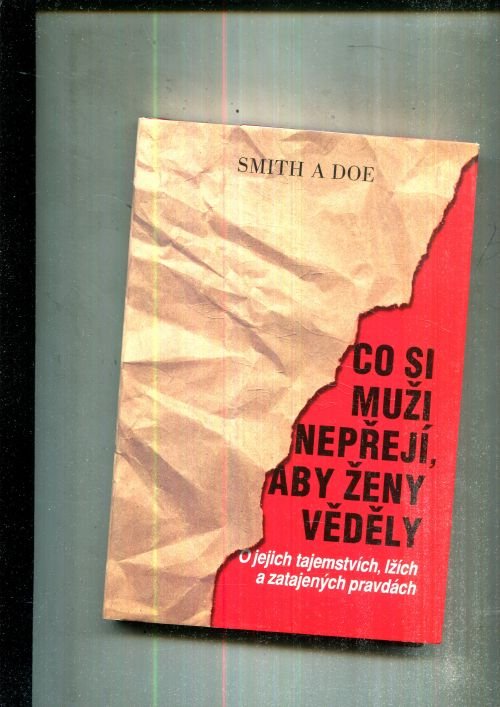 SMITH A DOE
CO SI
MUŽI
NEPŘEJÍ,
ABY ŽENY
VĚDĚLY
O jejich tajemstvích, lžích
a zatajených pravdách